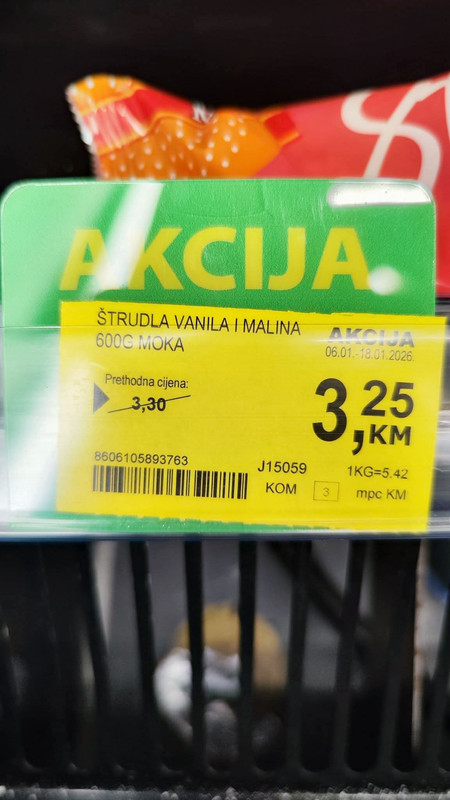 AKCIJA
ŠTRUDLA VANILA I MALINA
600G MOKA
AKCIJA
06.01.-18.01.2026.
Prethodna cijena:
3,30
3,25
KM
8606105893763
J15059
1KG=5.42
KOM
3
mpc KM